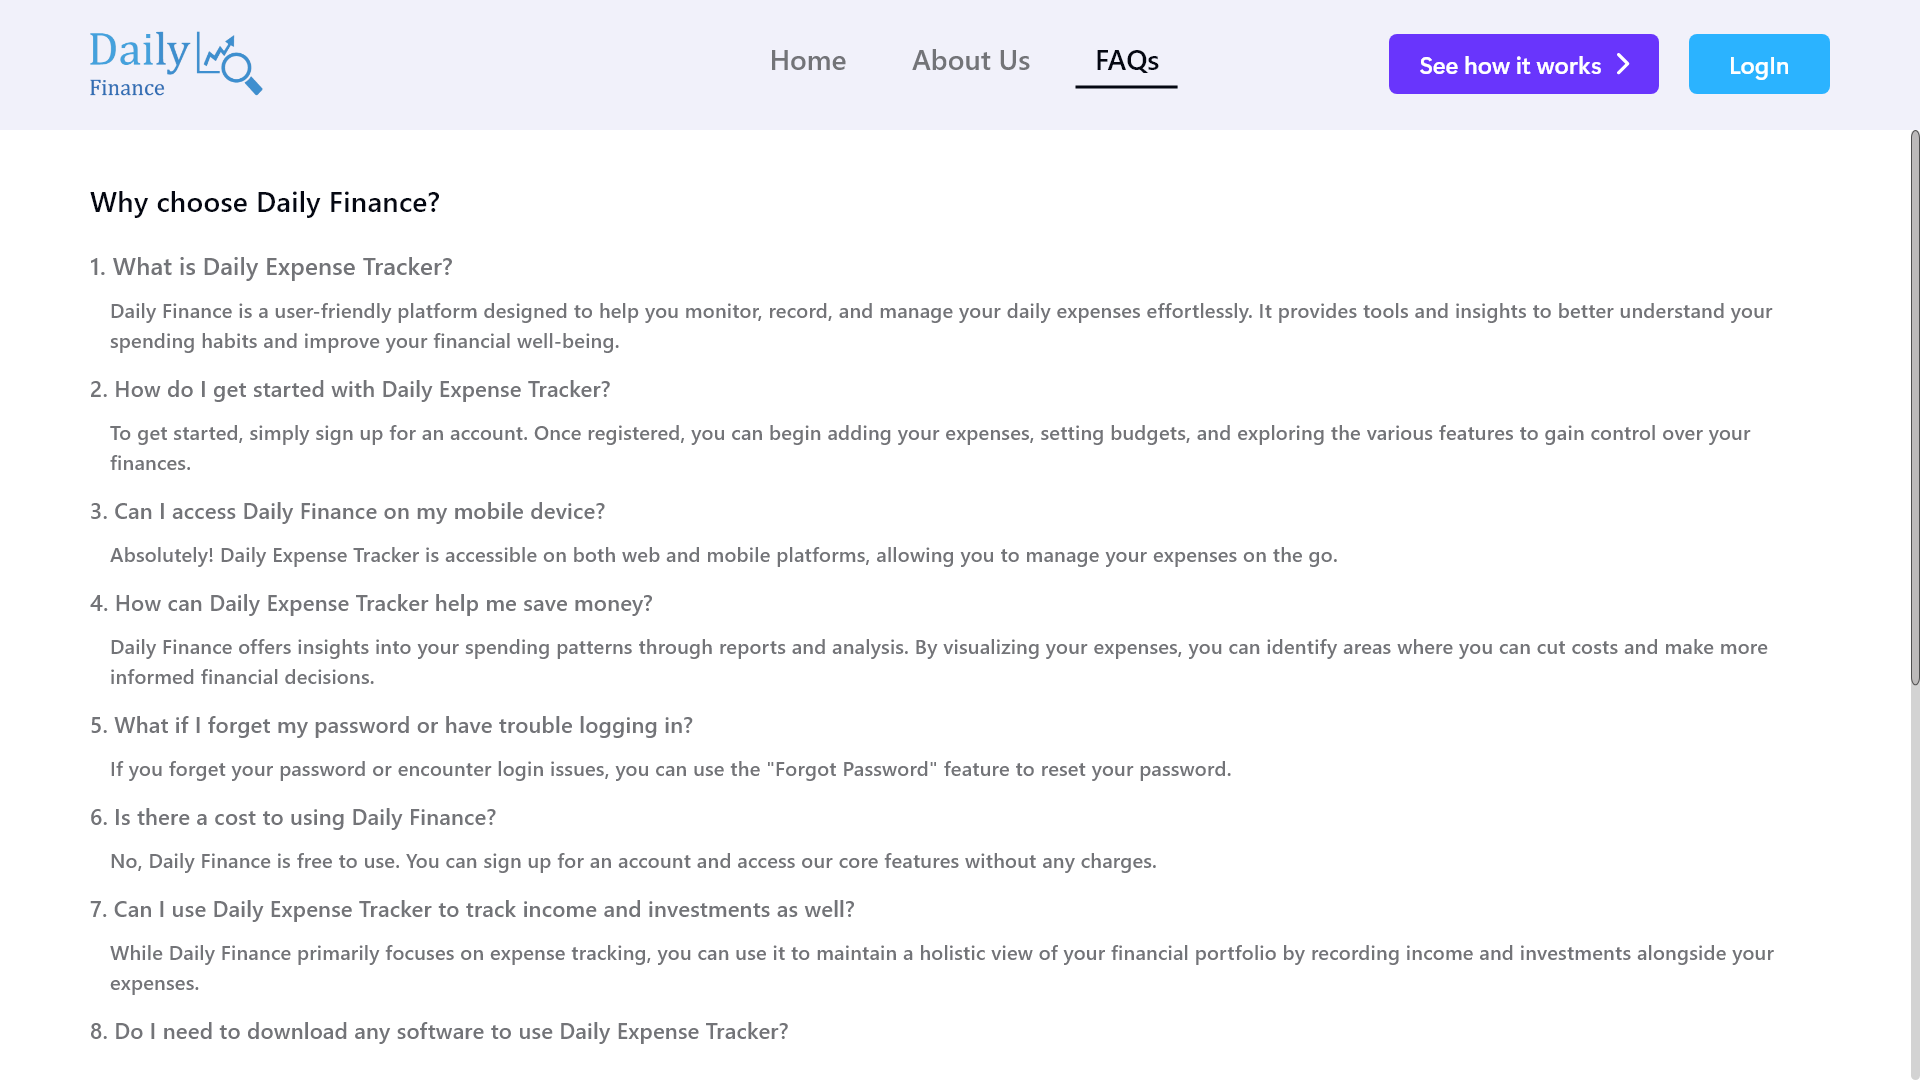 Daily
Finance
Home
About Us
FAQs
See how it works
LogIn
Why choose Daily Finance?
1. What is Daily Expense Tracker?
Daily Finance is a user-friendly platform designed to help you monitor, record, and manage your daily expenses effortlessly. It provides tools and insights to better understand your
spending habits and improve your financial well-being.
2. How do I get started with Daily Expense Tracker?
To get started, simply sign up for an account. Once registered, you can begin adding your expenses, setting budgets, and exploring the various features to gain control over your
finances.
3. Can I access Daily Finance on my mobile device?
Absolutely! Daily Expense Tracker is accessible on both web and mobile platforms, allowing you to manage your expenses on the go.
4. How can Daily Expense Tracker help me save money?
Daily Finance offers insights into your spending patterns through reports and analysis. By visualizing your expenses, you can identify areas where you can cut costs and make more
informed financial decisions.
5. What if I forget my password or have trouble logging in?
If you forget your password or encounter login issues, you can use the "Forgot Password" feature to reset your password.
6. Is there a cost to using Daily Finance?
No, Daily Finance is free to use. You can sign up for an account and access our core features without any charges.
7. Can I use Daily Expense Tracker to track income and investments as well?
While Daily Finance primarily focuses on expense tracking, you can use it to maintain a holistic view of your financial portfolio by recording income and investments alongside your
expenses.
8. Do I need to download any software to use Daily Expense Tracker?